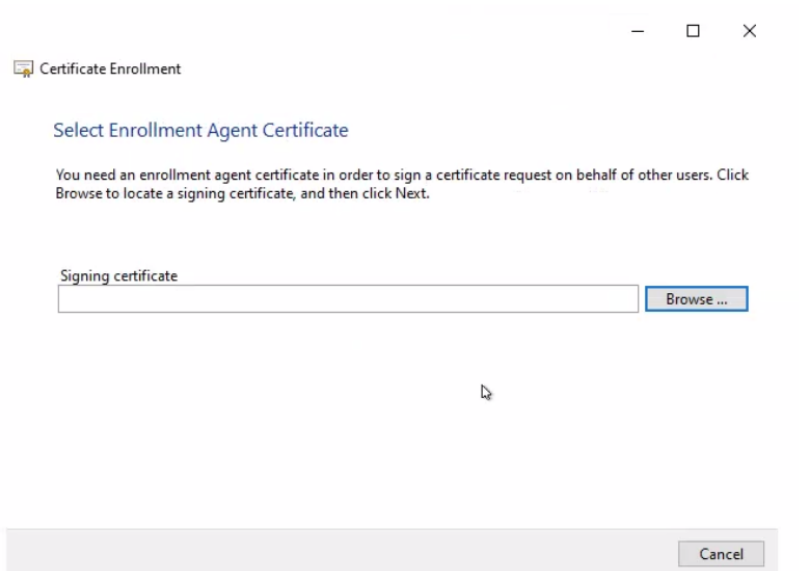 Certificate Enrollment
Select Enrollment Agent Certificate
You need an enrollment agent certificate in order to sign a certificate request on behalf of other users. Click
Browse to locate a signing certificate, and then click Next.
Signing certificate
Browse ...
Cancel